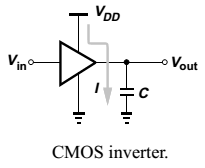 V_DD
V_in
V_out
I
C
CMOS inverter.